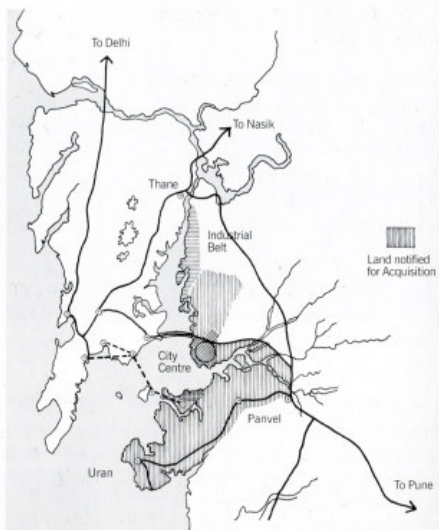 To Delhi
To Nasik
Thane
Industrial
Belt
Land notified
for Acquisition
City
Centre
Panvel
Uran
To Pune